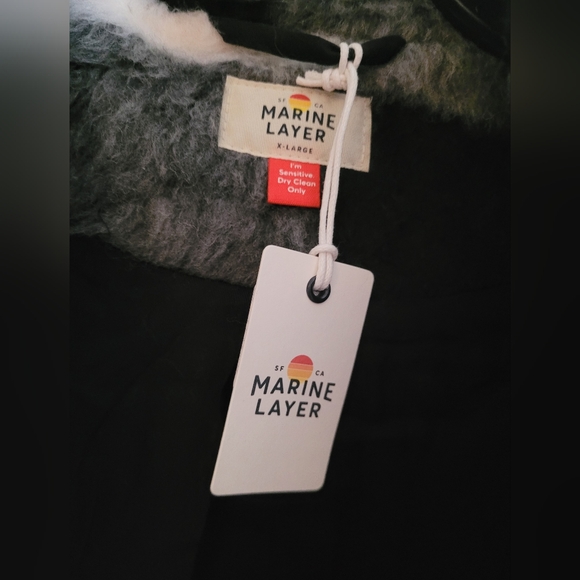 SF CA
MARINE
LAYER
X-LARGE
I'm
Sensitive
Dry Clean
Only
SF CA
MARINE
LAYER